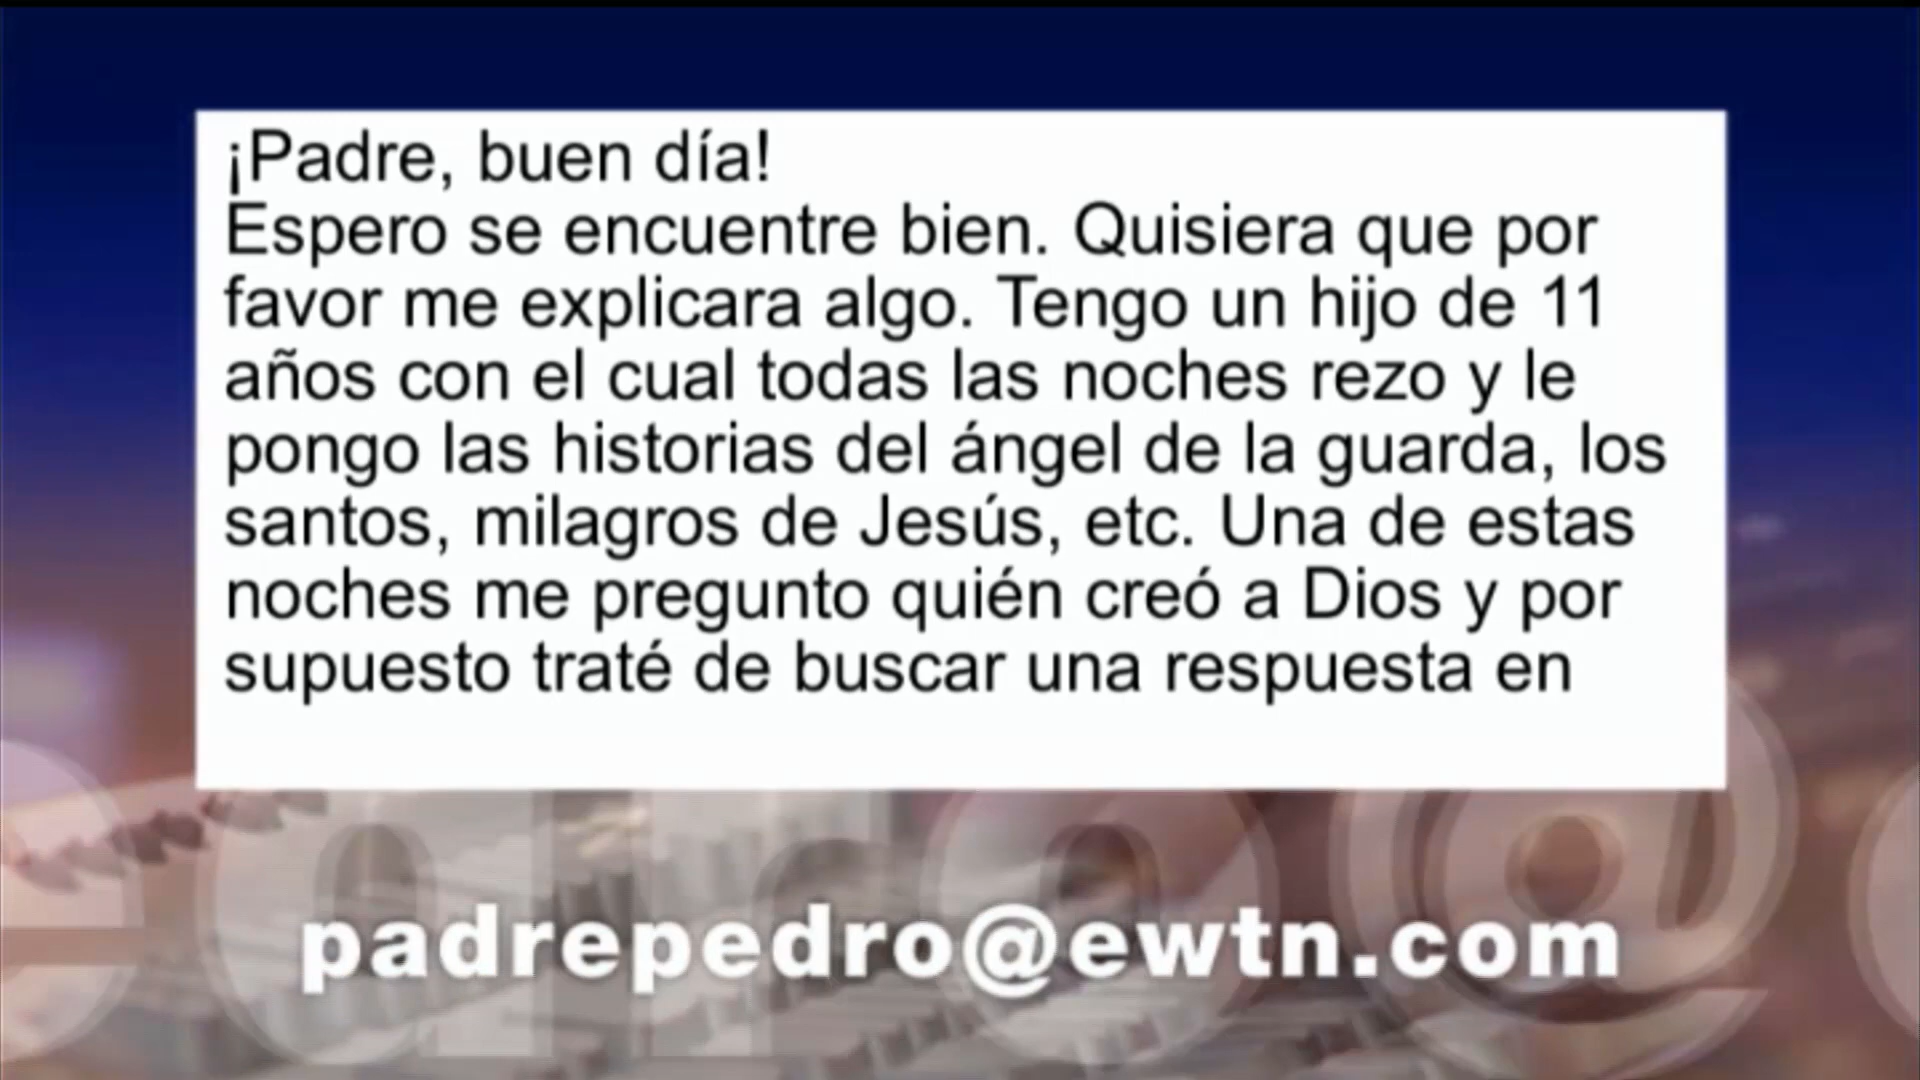 ¡Padre, buen día!
Espero se encuentre bien. Quisiera que por
favor me explicara algo. Tengo un hijo de 11
años con el cual todas las noches rezo y le
pongo las historias del ángel de la guarda, los
santos, milagros de Jesús, etc. Una de estas
noches me pregunto quién creó a Dios y por
supuesto traté de buscar una respuesta en
padrepedro@ewtn.com